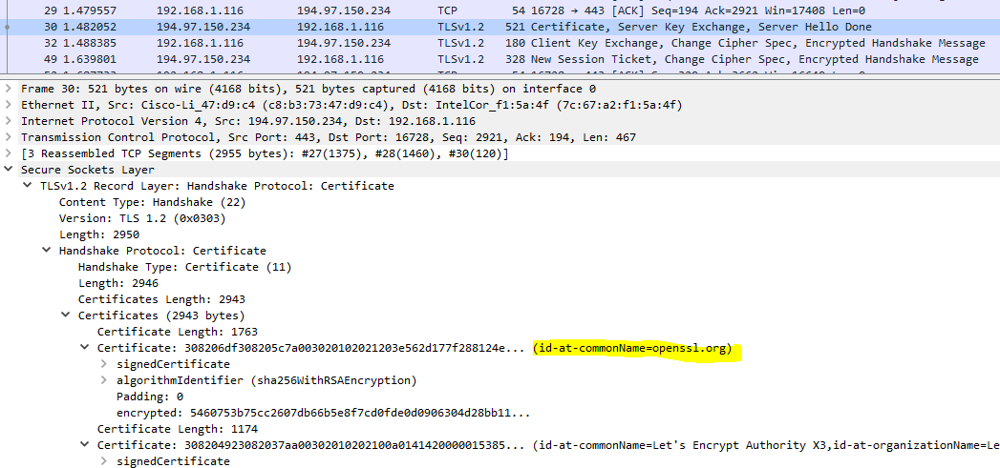 29 1.479557 192.168.1.116 194.97.150.234 TCP 54 16728 → 443 [ACK] Seq=194 Ack=2921 Win=17408 Len=0
30 1.482052 194.97.150.234 192.168.1.116 TLSv1.2 521 Certificate, Server Key Exchange, Server Hello Done
32 1.488385 192.168.1.116 194.97.150.234 TLSv1.2 180 Client Key Exchange, Change Cipher Spec, Encrypted Handshake Message
49 1.639801 194.97.150.234 192.168.1.116 TLSv1.2 328 New Session Ticket, Change Cipher Spec, Encrypted Handshake Message
Frame 30: 521 bytes on wire (4168 bits), 521 bytes captured (4168 bits) on interface 0
Ethernet II, Src: Cisco-Li_47:d9:c4 (c8:b3:73:47:d9:c4), Dst: IntelCor_f1:5a:4f (7c:67:a2:f1:5a:4f)
Internet Protocol Version 4, Src: 194.97.150.234, Dst: 192.168.1.116
Transmission Control Protocol, Src Port: 443, Dst Port: 16728, Seq: 2921, Ack: 194, Len: 467
[3 Reassembled TCP Segments (2955 bytes): #27(1375), #28(1460), #30(120)]
Secure Sockets Layer
TLSv1.2 Record Layer: Handshake Protocol: Certificate
Content Type: Handshake (22)
Version: TLS 1.2 (0x0303)
Length: 2950
Handshake Protocol: Certificate
Handshake Type: Certificate (11)
Length: 2946
Certificates Length: 2943
Certificates (2943 bytes)
Certificate Length: 1763
Certificate: 308206df308205c7a003020102021203e562d177f288124e... (id-at-commonName=openssl.org)
signedCertificate
algorithmIdentifier (sha256WithRSAEncryption)
Padding: 0
encrypted: 5460753b75cc2607db66b5e8f7cd0fde0d0906304d28bb11...
Certificate Length: 1174
Certificate: 308204923082037aa00302010202100a0141420000015385... (id-at-commonName=Let's Encrypt Authority X3,id-at-organizationName=Le
signedCertificate